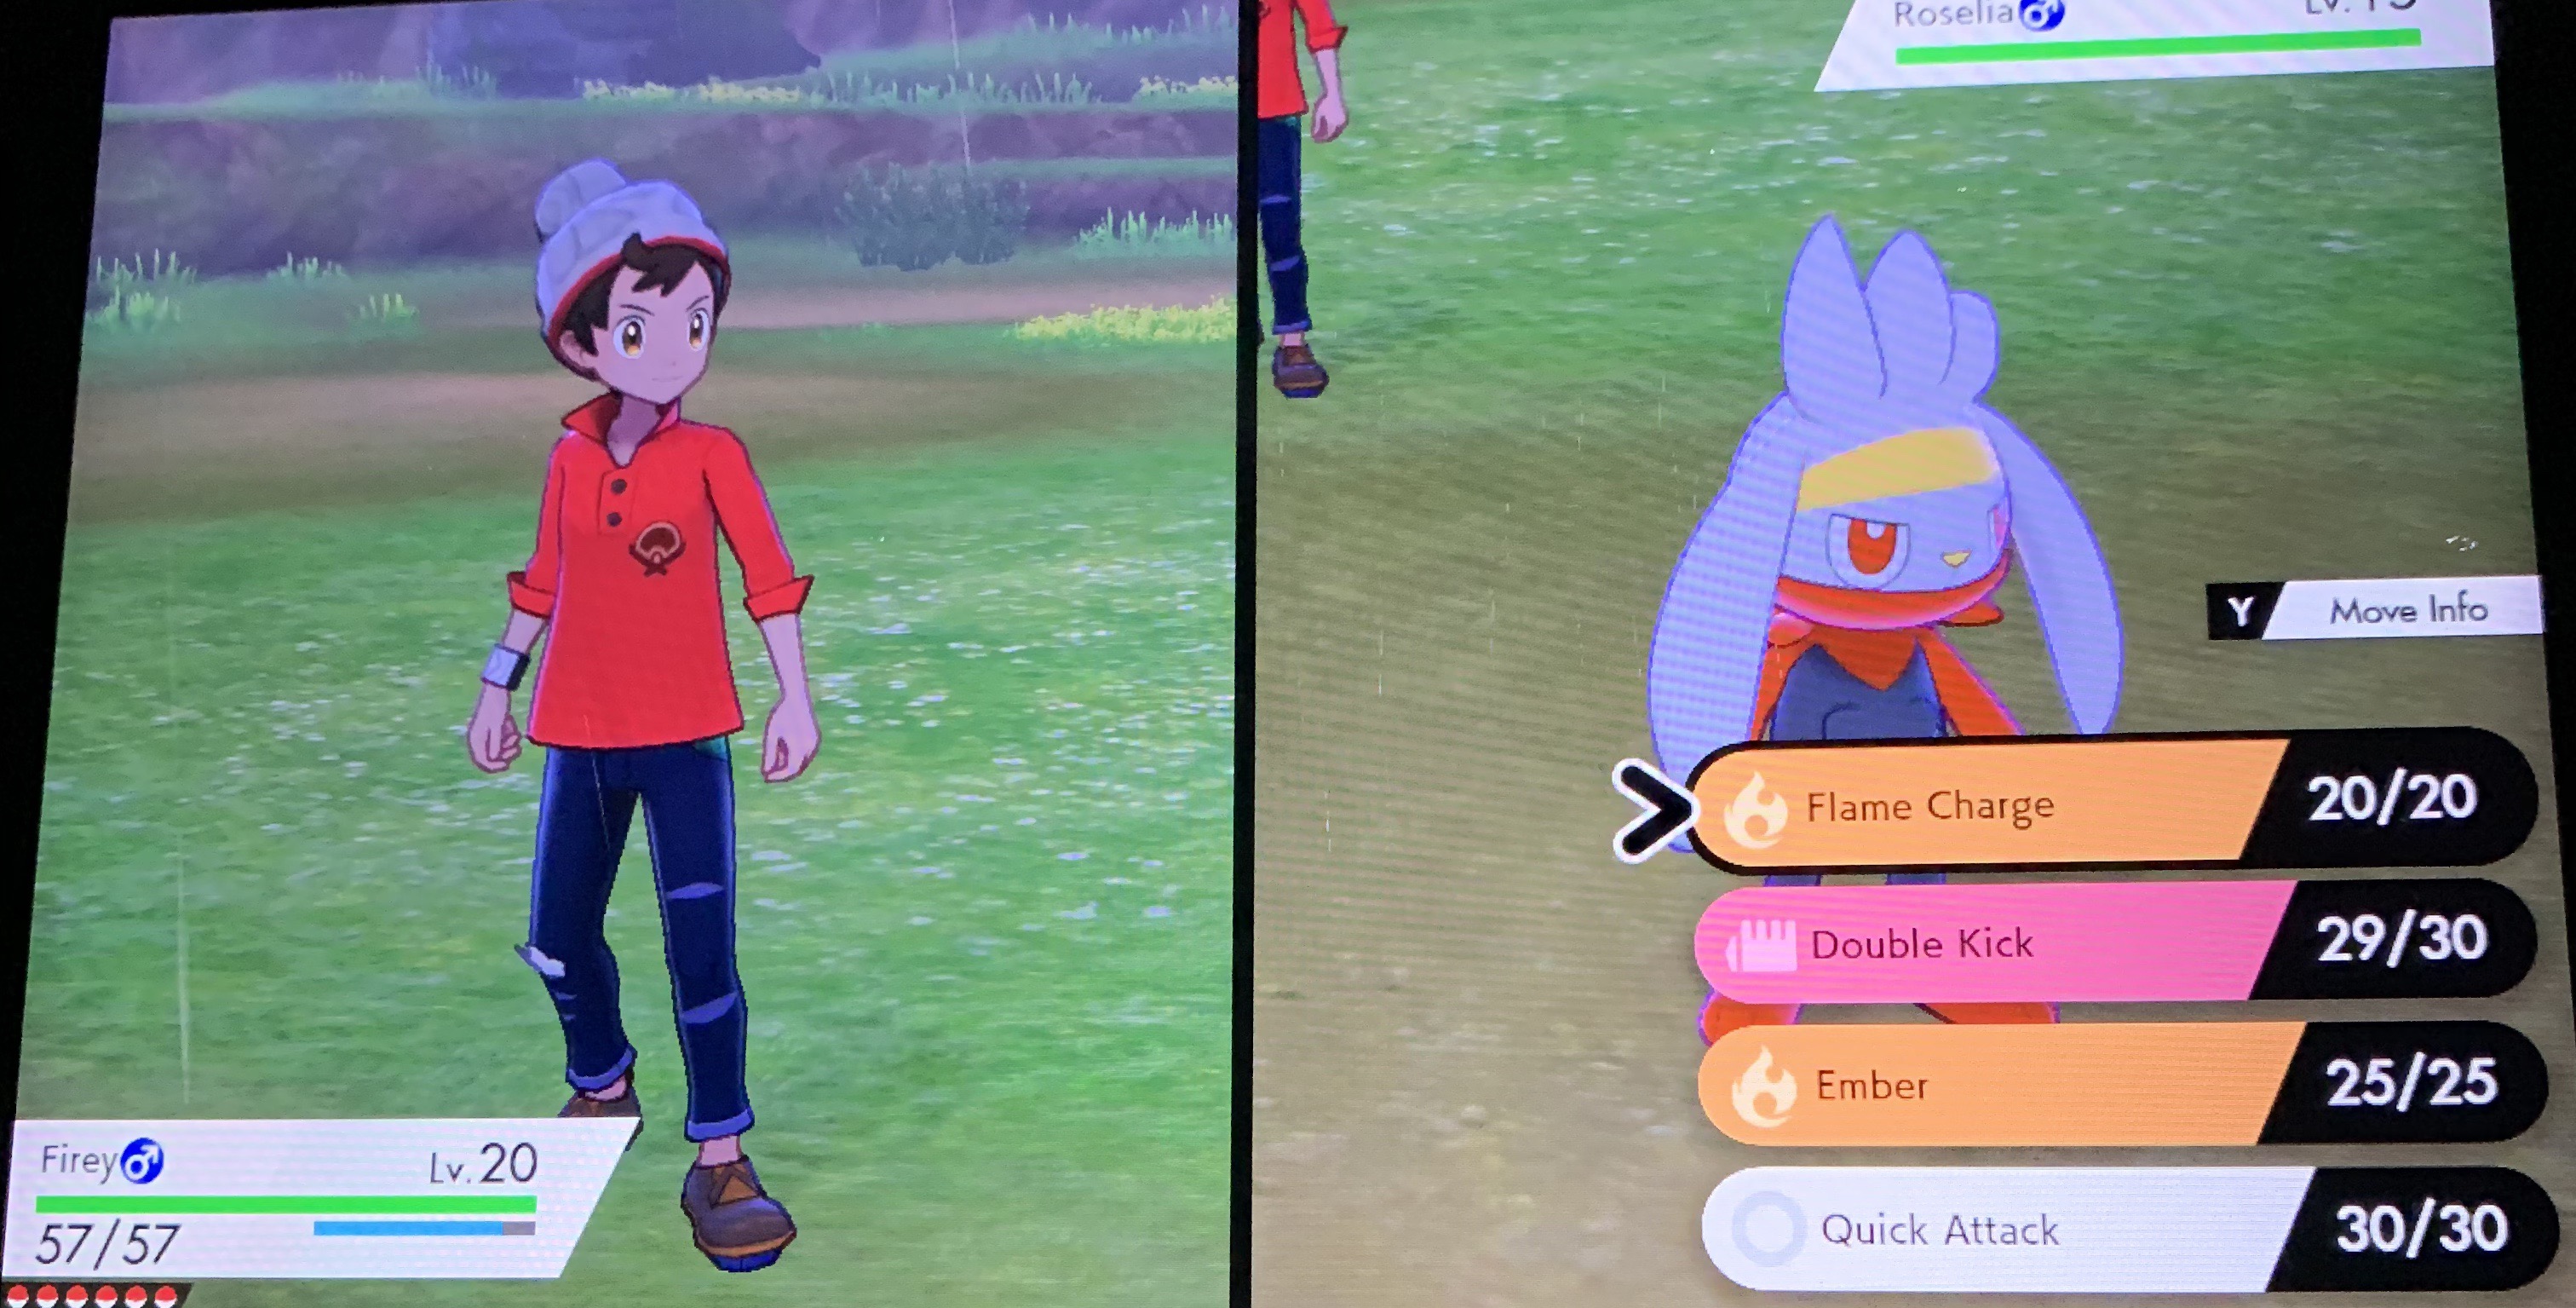 Roselia
Y Move Info
Flame Charge 20/20
Double Kick 29/30
Ember 25/25
Quick Attack 30/30
Firey Lv. 20
57/57